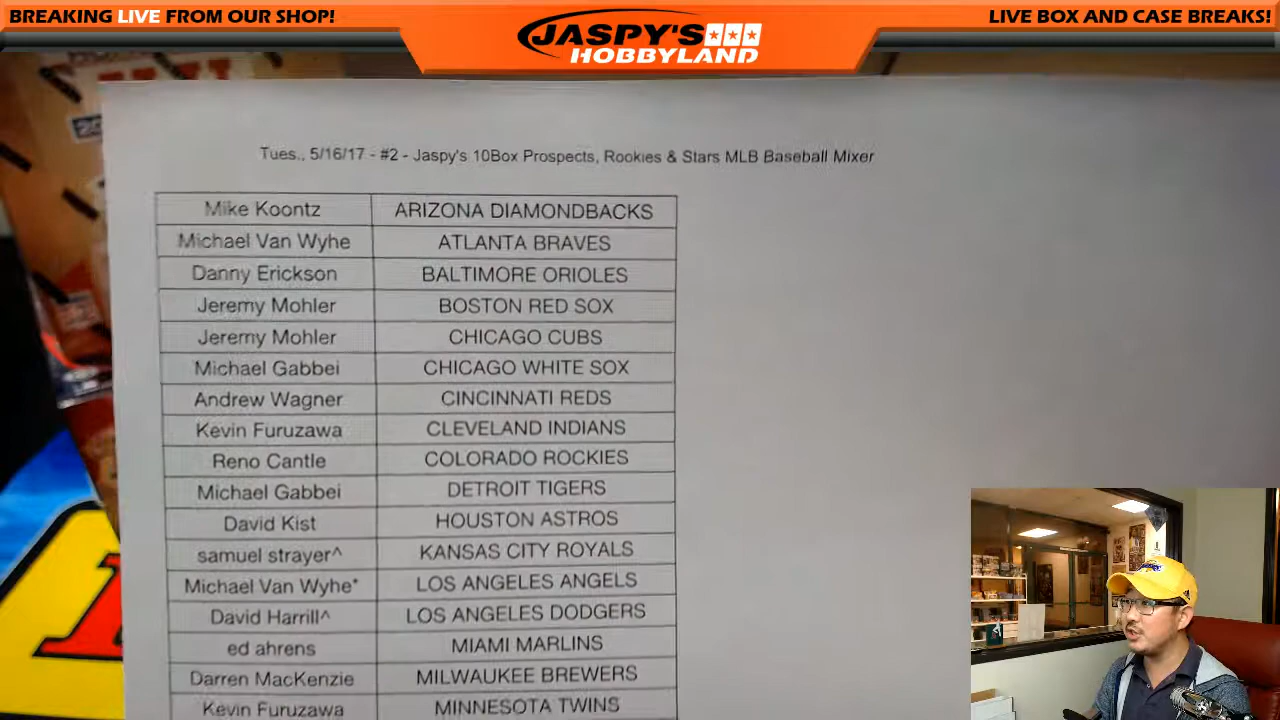 BREAKING LIVE FROM OUR SHOP!
JASPY'S
HOBBYLAND
LIVE BOX AND CASE BREAKS!
Tues., 5/16/17 - #2 - Jaspy's 10Box Prospects, Rookies & Stars MLB Baseball Mixer
Mike Koontz ARIZONA DIAMONDBACKS
Michael Van Wyhe ATLANTA BRAVES
Danny Erickson BALTIMORE ORIOLES
Jeremy Mohler BOSTON RED SOX
Jeremy Mohler CHICAGO CUBS
Michael Gabbei CHICAGO WHITE SOX
Andrew Wagner CINCINNATI REDS
Kevin Furuzawa CLEVELAND INDIANS
Reno Cantle COLORADO ROCKIES
Michael Gabbei DETROIT TIGERS
David Kist HOUSTON ASTROS
samuel strayer^ KANSAS CITY ROYALS
Michael Van Wyhe* LOS ANGELES ANGELS
David Harrill^ LOS ANGELES DODGERS
ed ahrens MIAMI MARLINS
Darren MacKenzie MILWAUKEE BREWERS
Kevin Furuzawa MINNESOTA TWINS